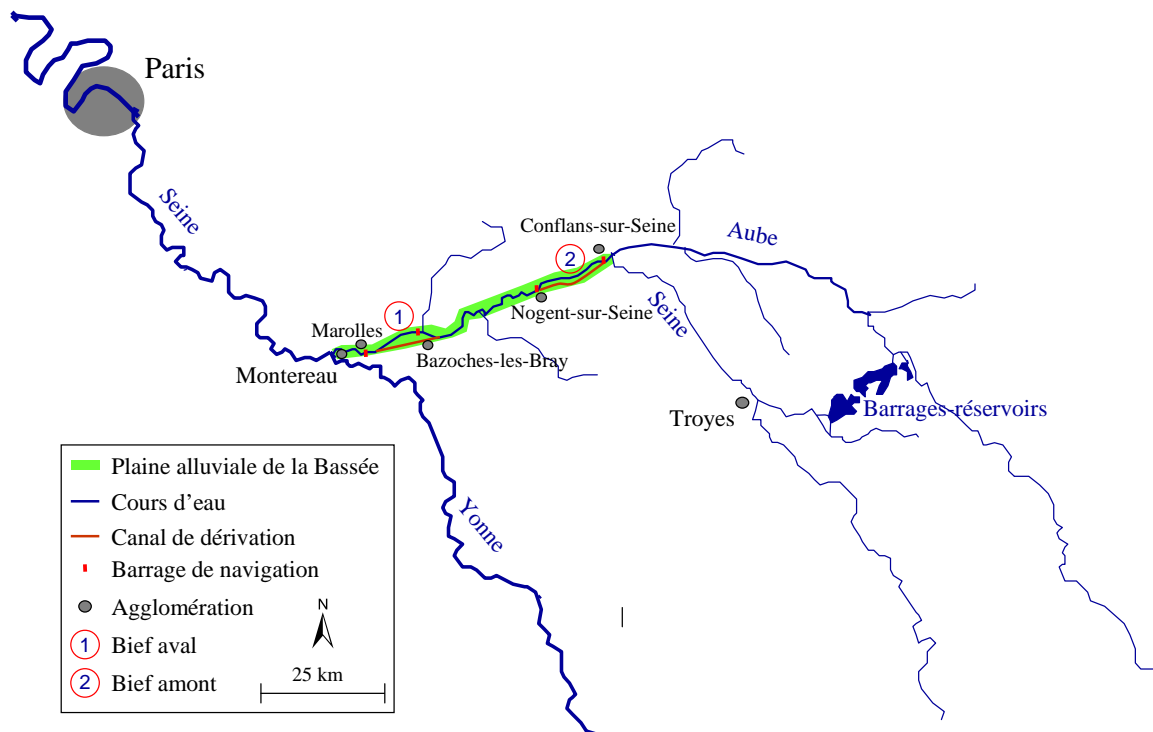 Paris
Seine
Conflans-sur-Seine
Aube
2
Seine
Nogent-sur-Seine
1
Marolles
Bazoches-les-Bray
Montereau
Barrages-réservoirs
Troyes
Yonne
Plaine alluviale de la Bassée
Cours d'eau
Canal de dérivation
Barrage de navigation
Agglomération
N
1 Bief aval
2 Bief amont
25 km